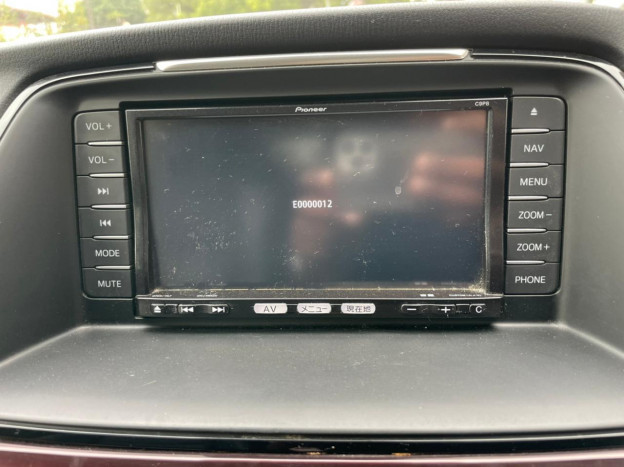 Pioneer
C9P8
VOL+
VOL-
MODE
MUTE
NAV
MENU
ZOOM-
ZOOM+
PHONE
E0000012
AV
メニュー
現在地
- + C